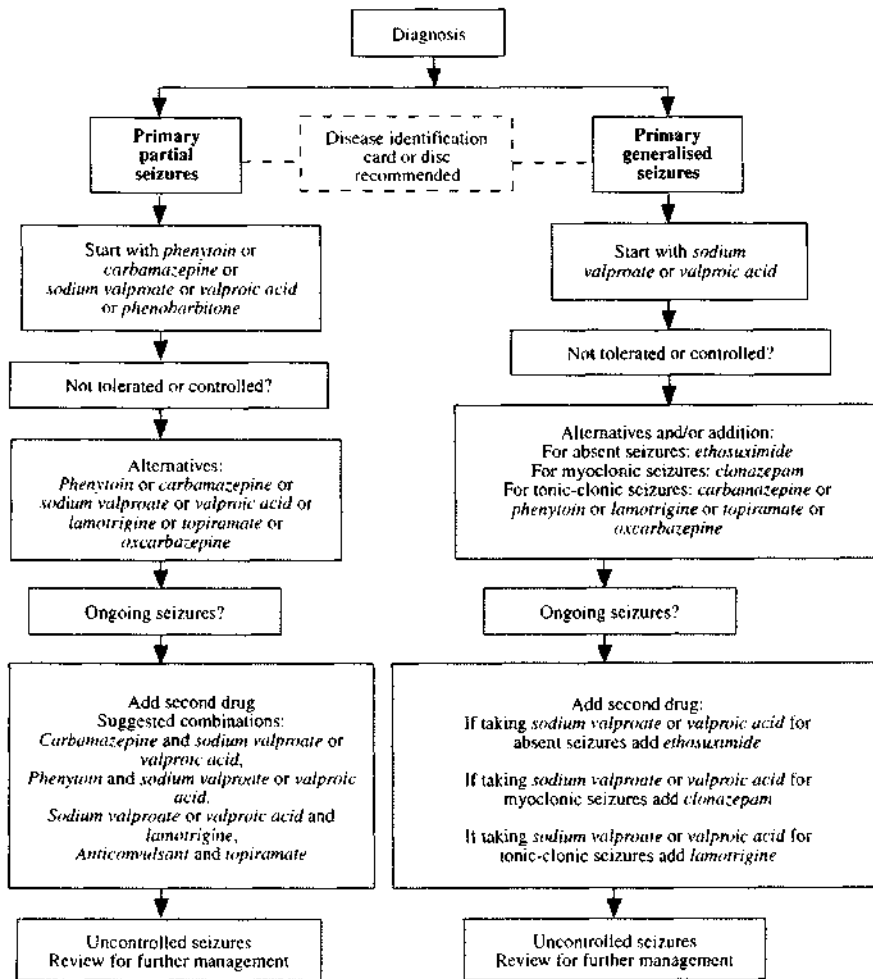 Diagnosis
Primary
partial
seizures
Disease identification
card or disc
recommended
Primary
generalised
seizures
Start with phenytoin or
carbamazepine or
sodium valproate or valproic acid
or phenobarbitone
Start with sodium
valproate or valproic acid
Not tolerated or controlled?
Not tolerated or controlled?
Alternatives:
Phenytoin or carbamazepine or
sodium valproate or valproic acid or
lamotrigine or topiramate or
oxcarbazepine
Alternatives and/or addition:
For absent seizures: ethosuximide
For myoclonic seizures: clonazepam
For tonic-clonic seizures: carbamazepine or
phenytoin or lamotrigine or topiramate or
oxcarbazepine
Ongoing seizures?
Ongoing seizures?
Add second drug
Suggested combinations:
Carbamazepine and sodium valproate or
valproic acid,
Phenytoin and sodium valproate or valproic
acid,
Sodium valproate or valproic acid and
lamotrigine,
Anticonvulsant and topiramate
Add second drug:
If taking sodium valproate or valproic acid for
absent seizures add ethosuximide
If taking sodium valproate or valproic acid for
myoclonic seizures add clonazepam
If taking sodium valproate or valproic acid for
tonic-clonic seizures add lamotrigine
Uncontrolled seizures
Review for further management
Uncontrolled seizures
Review for further management